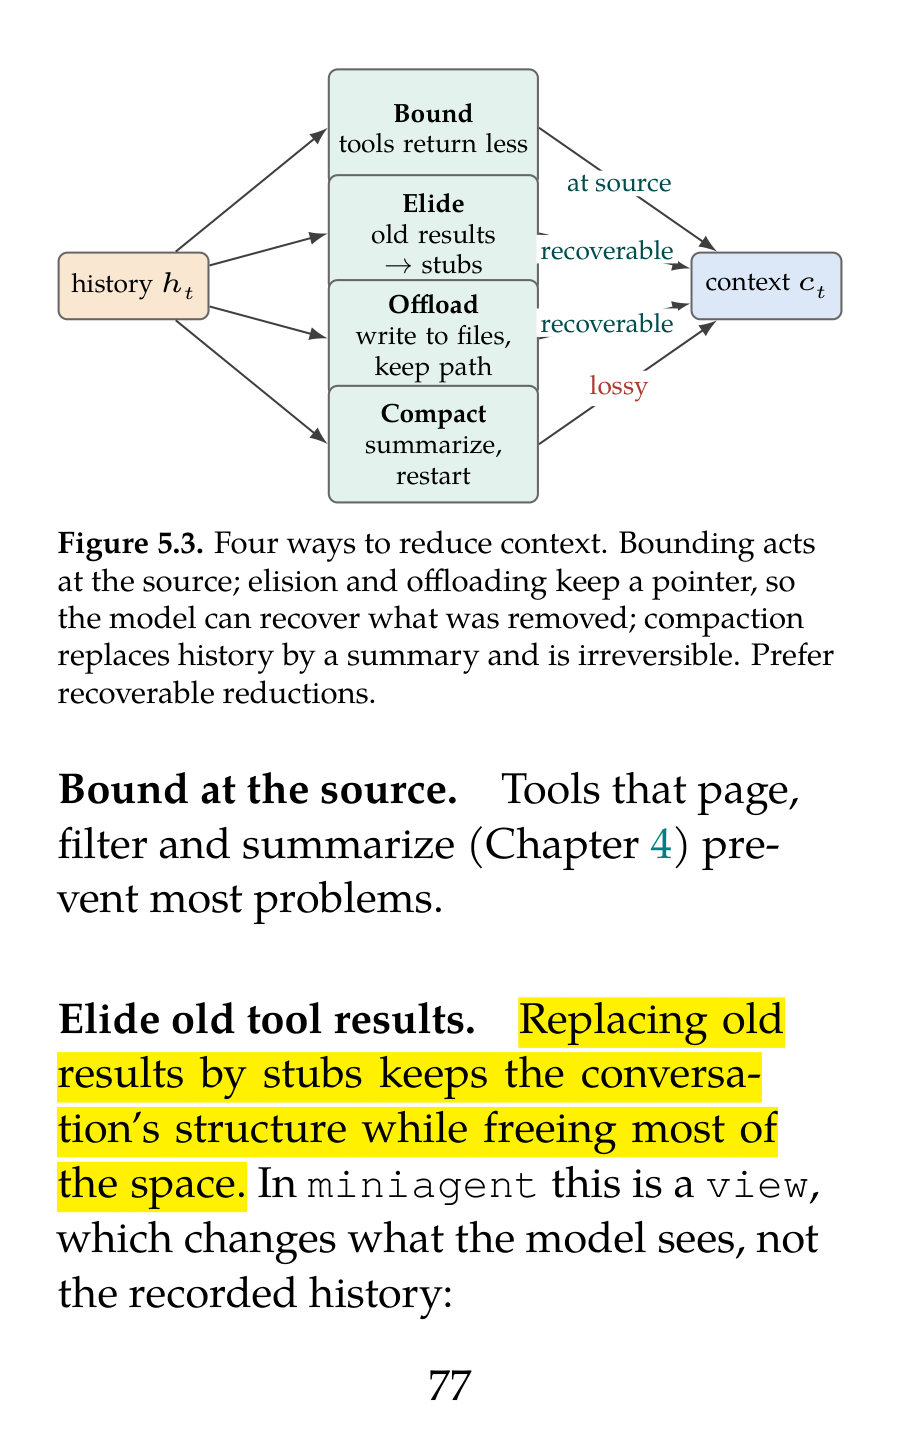 Bound
tools return less
at source
Elide
old results
→ stubs
recoverable
history hₜ
context cₜ
Offload
write to files,
keep path
recoverable
lossy
Compact
summarize,
restart
Figure 5.3. Four ways to reduce context. Bounding acts
at the source; elision and offloading keep a pointer, so
the model can recover what was removed; compaction
replaces history by a summary and is irreversible. Prefer
recoverable reductions.
Bound at the source. Tools that page,
filter and summarize (Chapter 4) pre-
vent most problems.
Elide old tool results. Replacing old
results by stubs keeps the conversa-
tion's structure while freeing most of
the space. In miniagent this is a view,
which changes what the model sees, not
the recorded history:
77